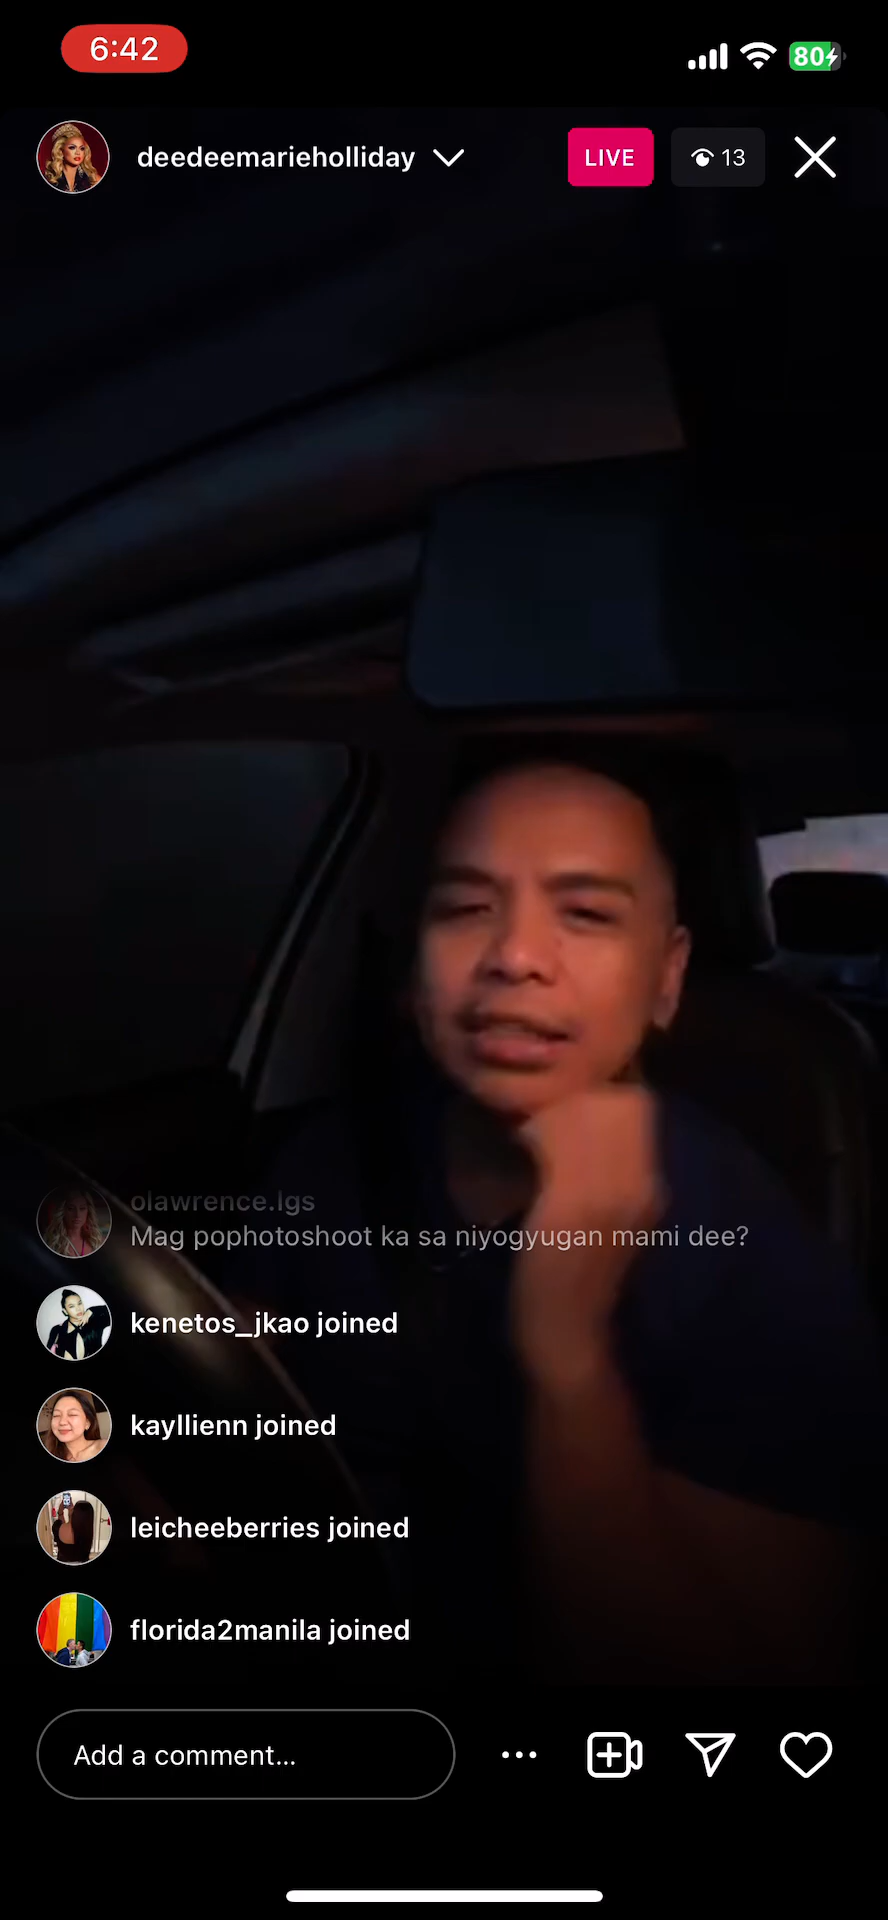 6:42
80
deedeemarieholliday
LIVE
13
olawrence.lgs
Mag pophotoshoot ka sa niyogyugan mami dee?
kenetos_jkao joined
kayllienn joined
leicheeberries joined
florida2manila joined
Add a comment...